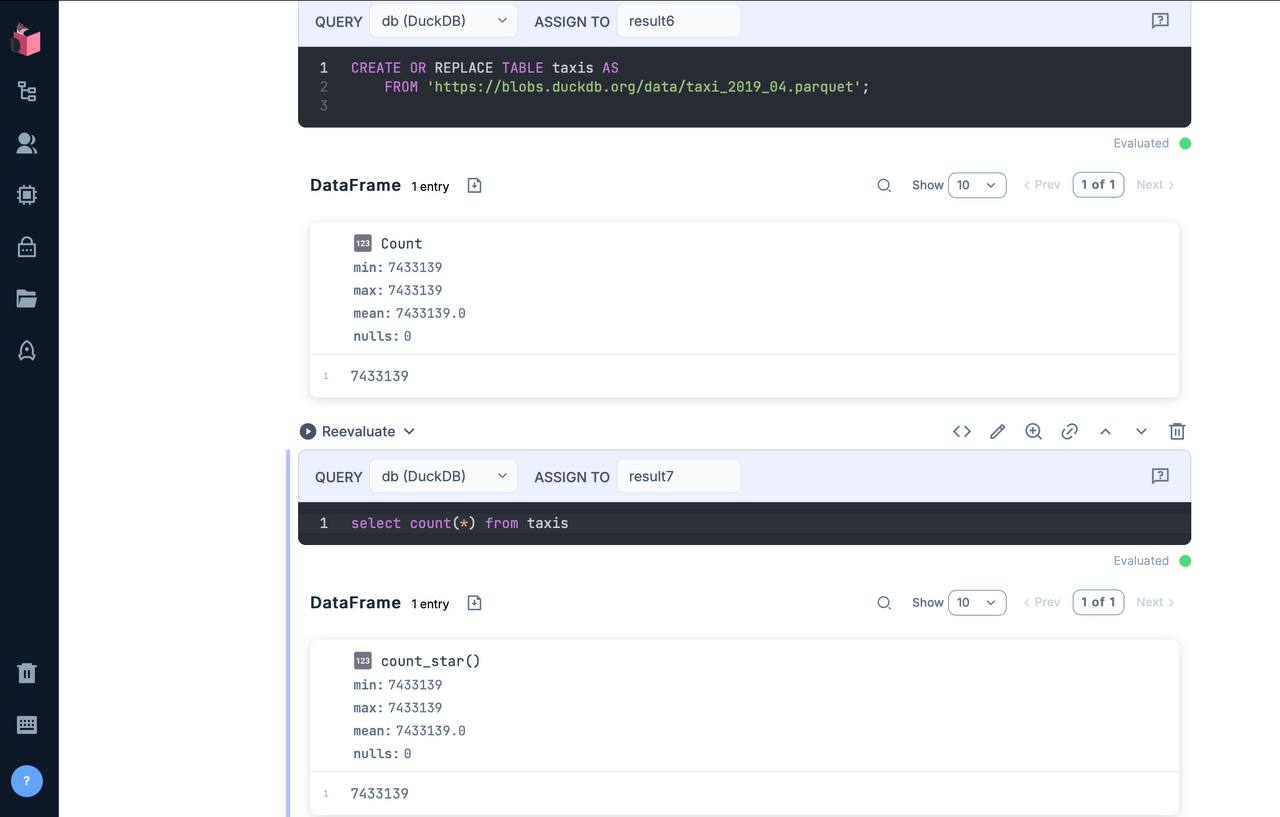 QUERY db (DuckDB) ASSIGN TO result6
1 CREATE OR REPLACE TABLE taxis AS
2 FROM 'https://blobs.duckdb.org/data/taxi_2019_04.parquet';
3
Evaluated
DataFrame 1 entry Show 10 Prev 1 of 1 Next
123 Count
min: 7433139
max: 7433139
mean: 7433139.0
nulls: 0
1 7433139
Reevaluate
QUERY db (DuckDB) ASSIGN TO result7
1 select count(*) from taxis
Evaluated
DataFrame 1 entry Show 10 Prev 1 of 1 Next
123 count_star()
min: 7433139
max: 7433139
mean: 7433139.0
nulls: 0
1 7433139